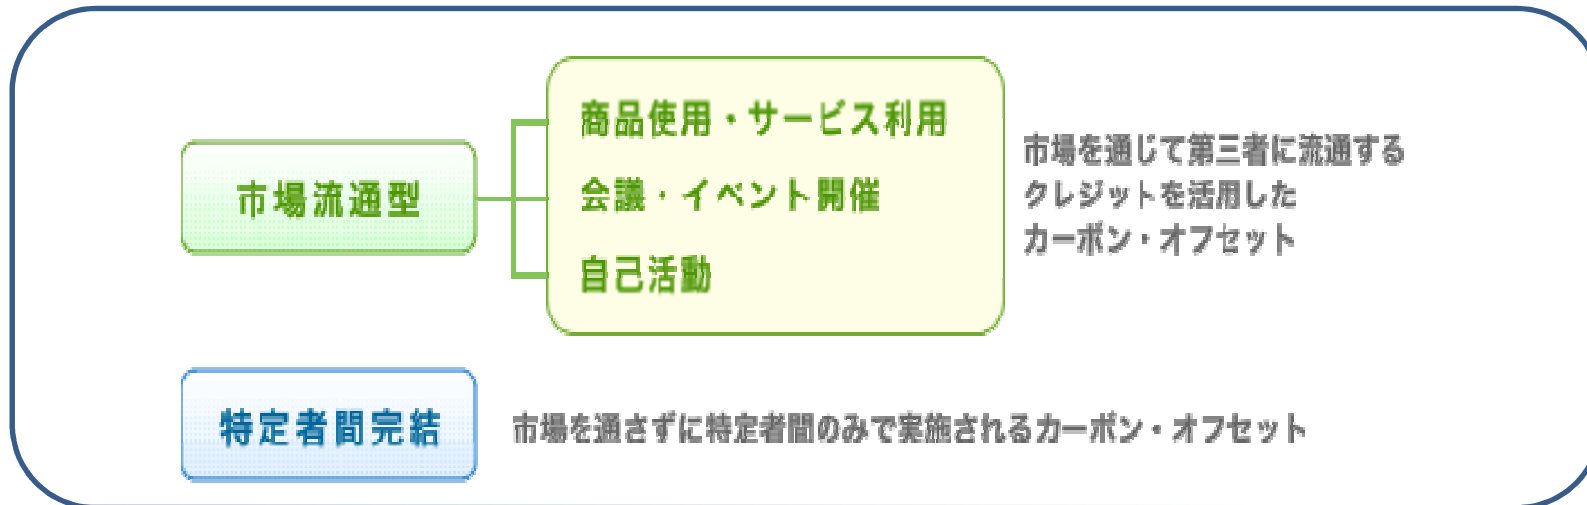 市場流通型
商品使用・サービス利用
会議・イベント開催
自己活動
市場を通じて第三者に流通する
クレジットを活用した
カーボン・オフセット
特定者間完結
市場を通さずに特定者間のみで実施されるカーボン・オフセット